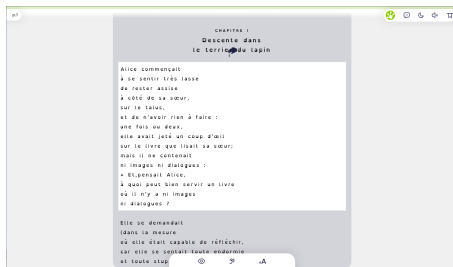 CHAPITRE I
Descente dans
le terrier du lapin
Alice commençait
à se sentir très lasse
de rester assise
à côté de sa sœur,
sur le talus,
et de n'avoir rien à faire :
une fois ou deux,
elle avait jeté un coup d'œil
sur le livre que lisait sa sœur;
mais il ne contenait
ni images ni dialogues :
« Et,pensait Alice,
à quoi peut bien servir un livre
où il n'y a ni images
ni dialogues ?
Elle se demandait
(dans la mesure
où elle était capable de réfléchir,
car elle se sentait toute endormie
et toute stup
AA